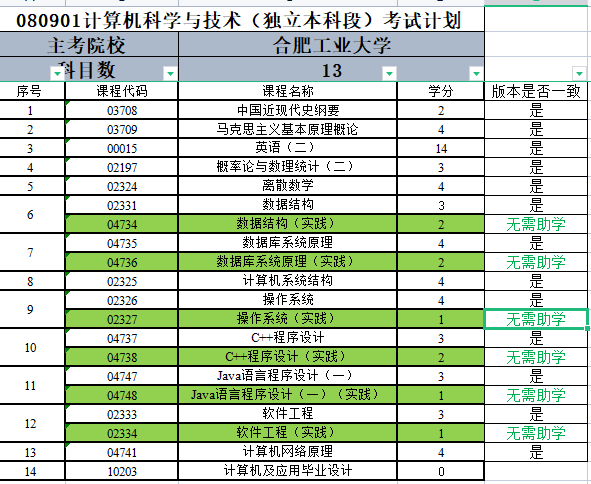 080901计算机科学与技术（独立本科段）考试计划
主考院校 合肥工业大学
科目数 13
序号 课程代码 课程名称 学分 版本是否一致
1 03708 中国近现代史纲要 2 是
2 03709 马克思主义基本原理概论 4 是
3 00015 英语（二） 14 是
4 02197 概率论与数理统计（二） 3 是
5 02324 离散数学 4 是
6 02331 数据结构 3 是
04734 数据结构（实践） 2 无需助学
7 04735 数据库系统原理 4 是
04736 数据库系统原理（实践） 2 无需助学
8 02325 计算机系统结构 4 是
9 02326 操作系统 4 是
02327 操作系统（实践） 1 无需助学
10 04737 C++程序设计 3 是
04738 C++程序设计（实践） 2 无需助学
11 04747 Java语言程序设计（一） 3 是
04748 Java语言程序设计（一）（实践） 1 无需助学
12 02333 软件工程 3 是
02334 软件工程（实践） 1 无需助学
13 04741 计算机网络原理 4 是
14 10203 计算机及应用毕业设计 0